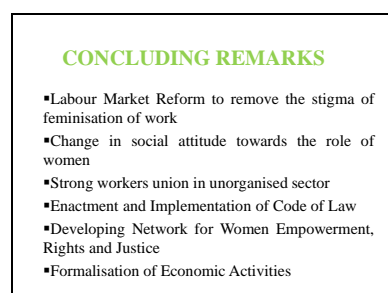 CONCLUDING REMARKS
▪Labour Market Reform to remove the stigma of
feminisation of work
▪Change in social attitude towards the role of
women
▪Strong workers union in unorganised sector
▪Enactment and Implementation of Code of Law
▪Developing Network for Women Empowerment,
Rights and Justice
▪Formalisation of Economic Activities